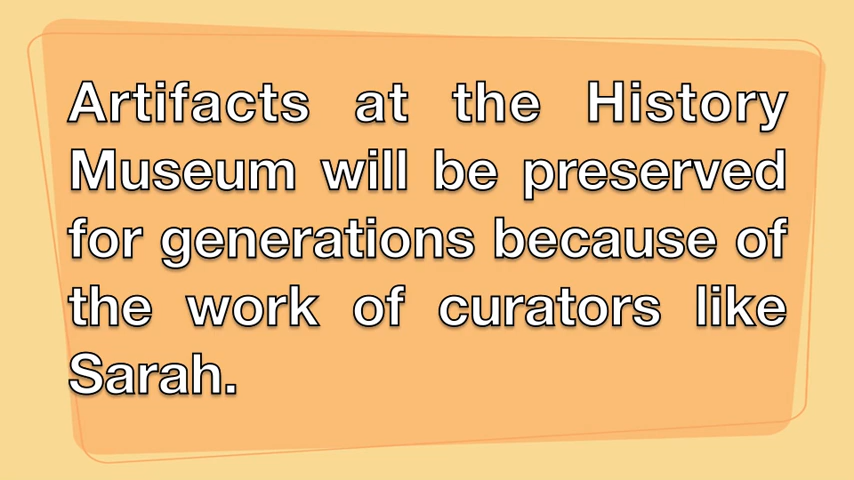 Artifacts at the History
Museum will be preserved
for generations because of
the work of curators like
Sarah.